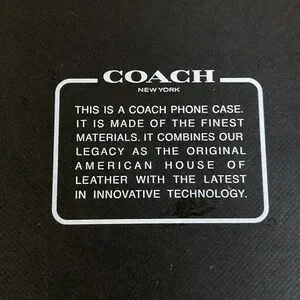 COACH
NEW YORK
THIS IS A COACH PHONE CASE.
IT IS MADE OF THE FINEST
MATERIALS. IT COMBINES OUR
LEGACY AS THE ORIGINAL
AMERICAN HOUSE OF
LEATHER WITH THE LATEST
IN INNOVATIVE TECHNOLOGY.